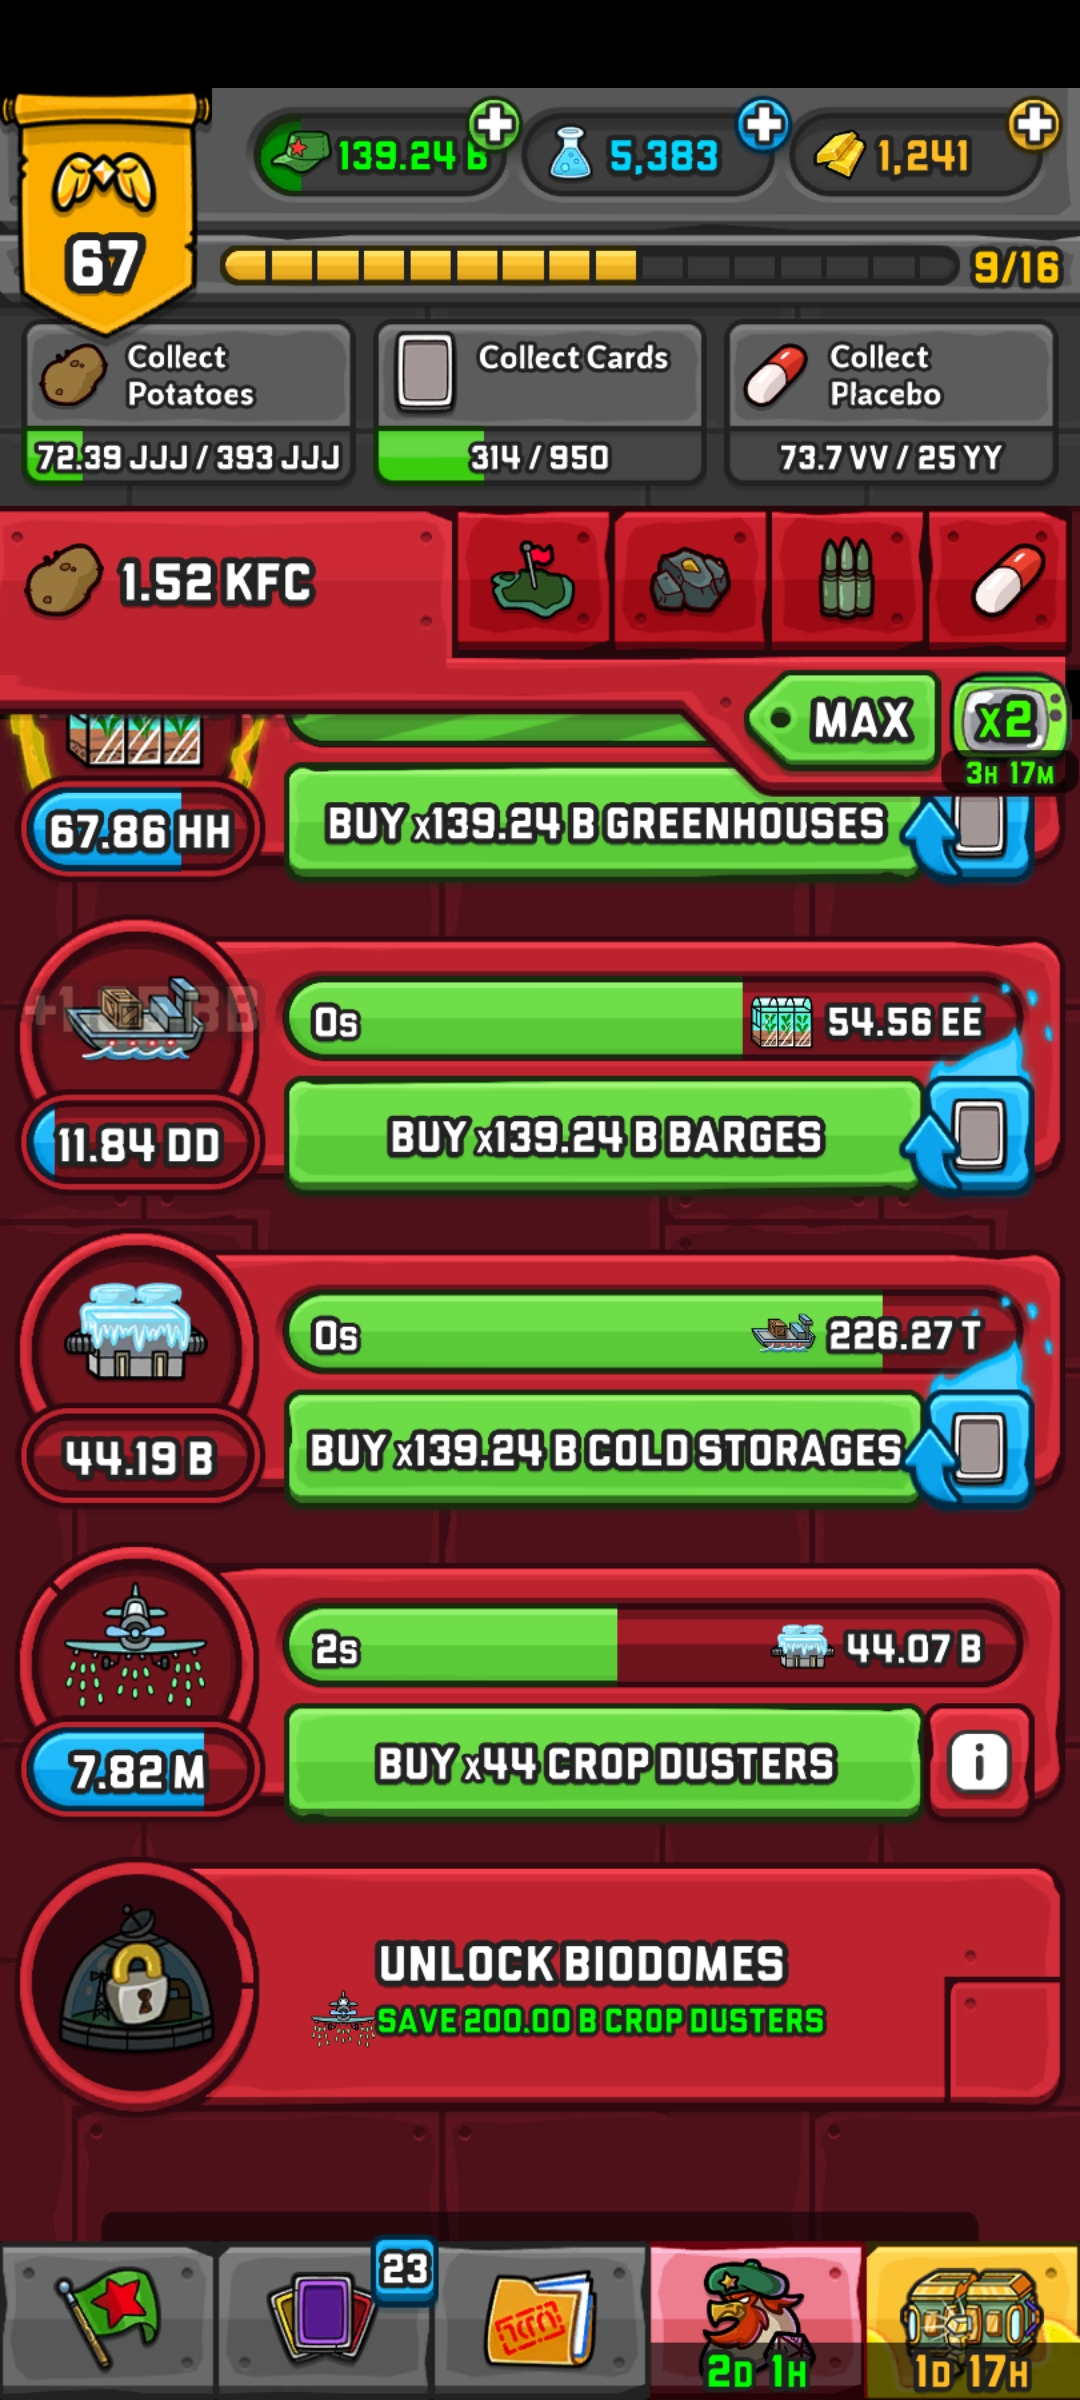 139.24 B
5,383
1,241
67
9/16
Collect
Potatoes
72.39 JJJ / 393 JJJ
Collect Cards
314 / 950
Collect
Placebo
73.7 VV / 25 YY
1.52 KFC
MAX
x2
3H 17M
67.86 HH
BUY x139.24 B GREENHOUSES
0s
54.56 EE
11.84 DD
BUY x139.24 B BARGES
0s
226.27 T
44.19 B
BUY x139.24 B COLD STORAGES
2s
44.07 B
7.82 M
BUY x44 CROP DUSTERS
i
UNLOCK BIODOMES
SAVE 200.00 B CROP DUSTERS
23
2D 1H
1D 17H